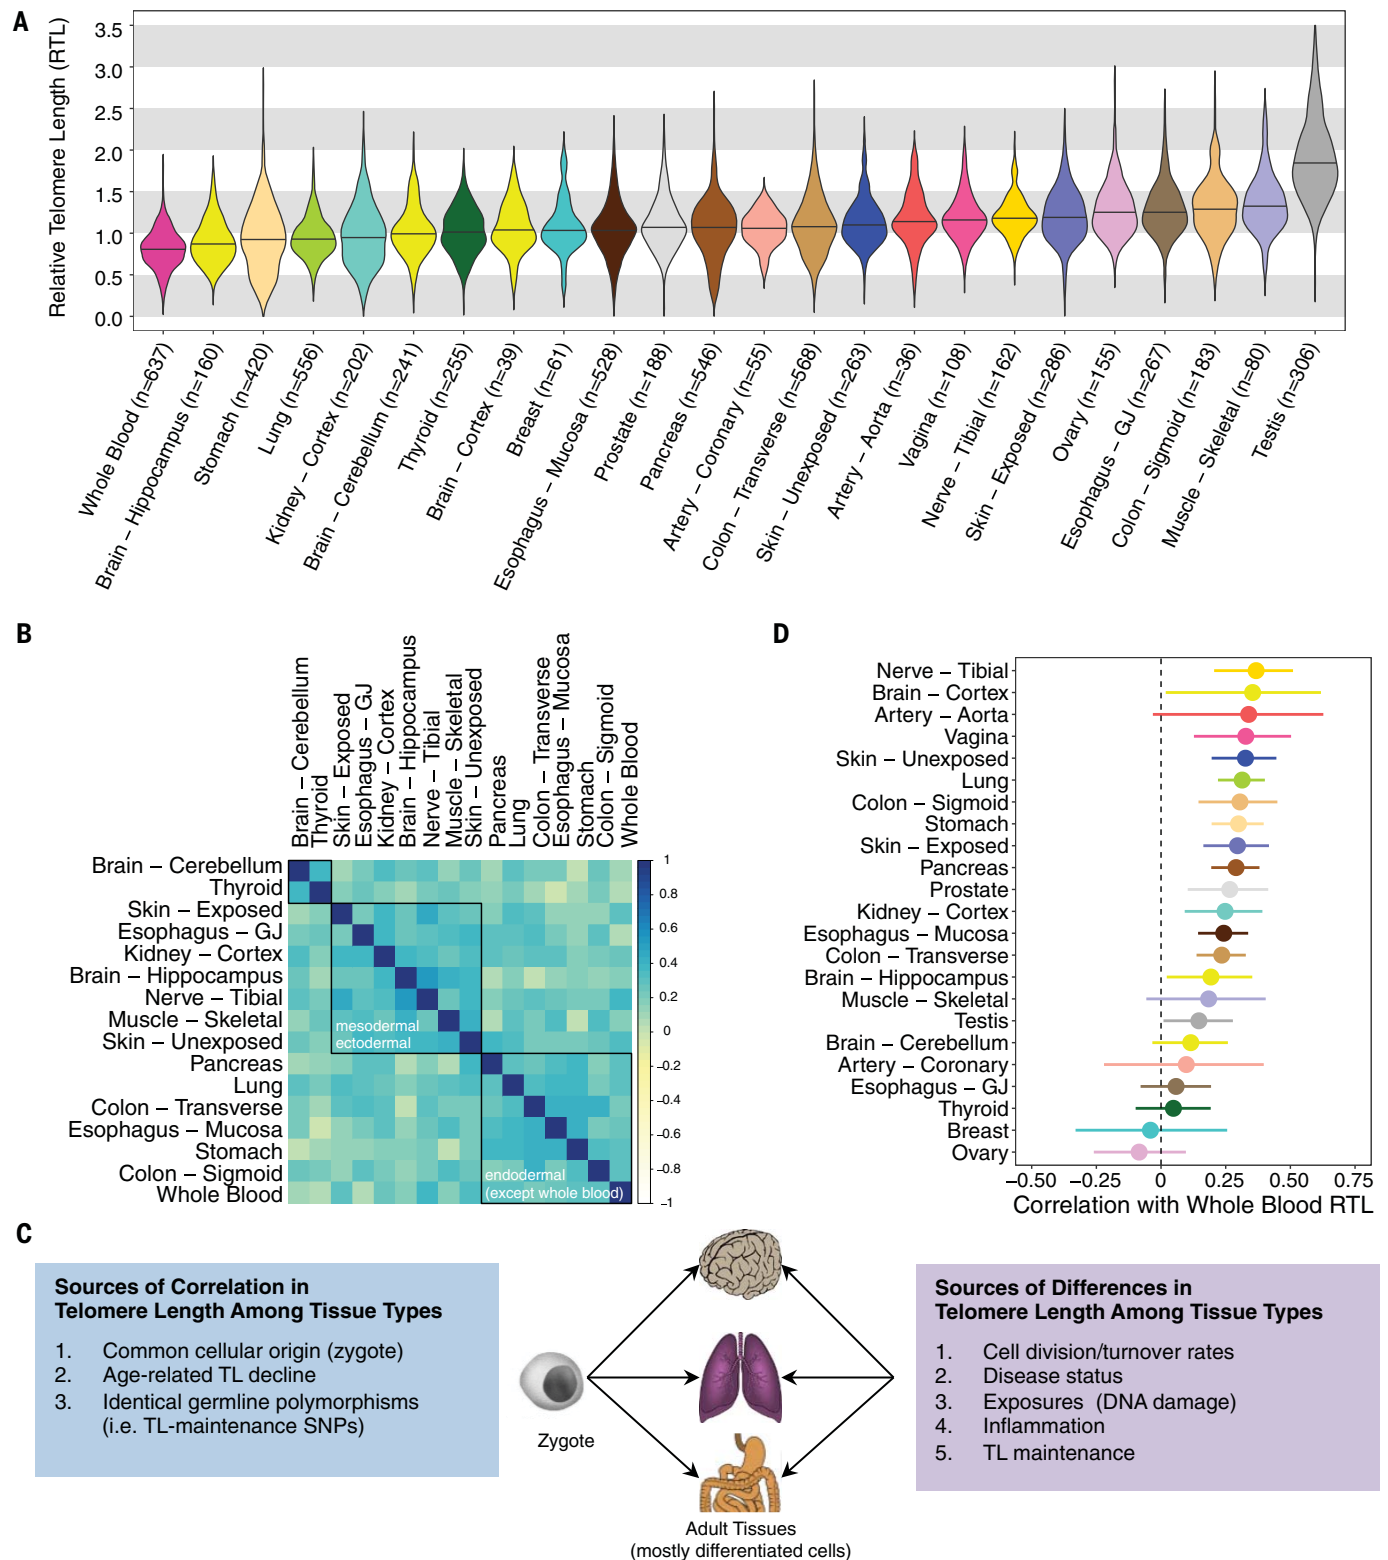 A
Relative Telomere Length (RTL)
3.5
3.0
2.5
2.0
1.5
1.0
0.5
0.0
Whole Blood (n=637)
Brain – Hippocampus (n=160)
Stomach (n=420)
Lung (n=556)
Kidney – Cortex (n=202)
Brain – Cerebellum (n=241)
Thyroid (n=255)
Brain – Cortex (n=39)
Breast (n=61)
Esophagus – Mucosa (n=528)
Prostate (n=188)
Pancreas (n=546)
Artery – Coronary (n=55)
Colon – Transverse (n=568)
Skin – Unexposed (n=263)
Artery – Aorta (n=36)
Vagina (n=108)
Nerve – Tibial (n=162)
Skin – Exposed (n=286)
Ovary (n=155)
Esophagus – GJ (n=267)
Colon – Sigmoid (n=183)
Muscle – Skeletal (n=80)
Testis (n=306)
B
Brain – Cerebellum
Thyroid
Skin – Exposed
Esophagus – GJ
Kidney – Cortex
Brain – Hippocampus
Nerve – Tibial
Muscle – Skeletal
Skin – Unexposed
Pancreas
Lung
Colon – Transverse
Esophagus – Mucosa
Stomach
Colon – Sigmoid
Whole Blood
Brain – Cerebellum
Thyroid
Skin – Exposed
Esophagus – GJ
Kidney – Cortex
Brain – Hippocampus
Nerve – Tibial
Muscle – Skeletal
Skin – Unexposed
Pancreas
Lung
Colon – Transverse
Esophagus – Mucosa
Stomach
Colon – Sigmoid
Whole Blood
mesodermal
ectodermal
endodermal
(except whole blood)
1
0.8
0.6
0.4
0.2
0
–0.2
–0.4
–0.6
–0.8
–1
D
Nerve – Tibial
Brain – Cortex
Artery – Aorta
Vagina
Skin – Unexposed
Lung
Colon – Sigmoid
Stomach
Skin – Exposed
Pancreas
Prostate
Kidney – Cortex
Esophagus – Mucosa
Colon – Transverse
Brain – Hippocampus
Muscle – Skeletal
Testis
Brain – Cerebellum
Artery – Coronary
Esophagus – GJ
Thyroid
Breast
Ovary
–0.50 –0.25 0 0.25 0.50 0.75
Correlation with Whole Blood RTL
C
Sources of Correlation in
Telomere Length Among Tissue Types
1. Common cellular origin (zygote)
2. Age-related TL decline
3. Identical germline polymorphisms
(i.e. TL-maintenance SNPs)
Zygote
Adult Tissues
(mostly differentiated cells)
Sources of Differences in
Telomere Length Among Tissue Types
1. Cell division/turnover rates
2. Disease status
3. Exposures (DNA damage)
4. Inflammation
5. TL maintenance